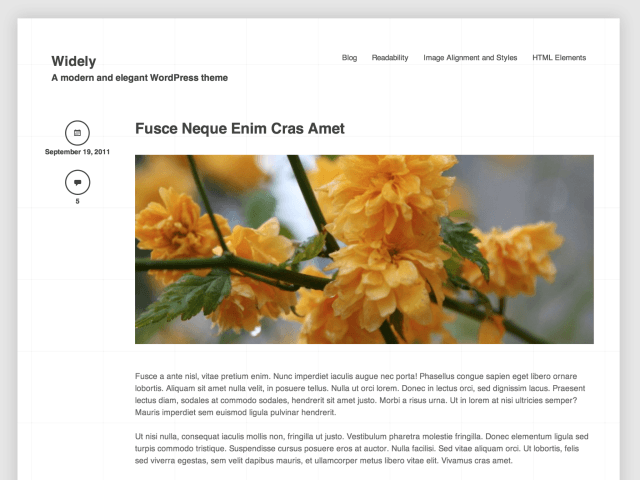 Widely
A modern and elegant WordPress theme
Blog Readability Image Alignment and Styles HTML Elements
Fusce Neque Enim Cras Amet
September 19, 2011
5
Fusce a ante nisl, vitae pretium enim. Nunc imperdiet iaculis augue nec porta! Phasellus congue sapien eget libero ornare
lobortis. Aliquam sit amet nulla velit, in posuere tellus. Nulla ut orci lorem. Donec in lectus orci, sed dignissim lacus. Praesent
lectus diam, sodales at commodo sodales, hendrerit sit amet justo. Morbi a risus urna. Ut in lorem at nisi ultricies semper?
Mauris imperdiet sem euismod ligula pulvinar hendrerit.
Ut nisi nulla, consequat iaculis mollis non, fringilla ut justo. Vestibulum pharetra molestie fringilla. Donec elementum ligula sed
turpis commodo tristique. Suspendisse cursus posuere eros at auctor. Nulla facilisi. Sed vitae aliquam orci. Ut lobortis, felis
sed viverra egestas, sem velit dapibus mauris, et ullamcorper metus libero vitae elit. Vivamus cras amet.